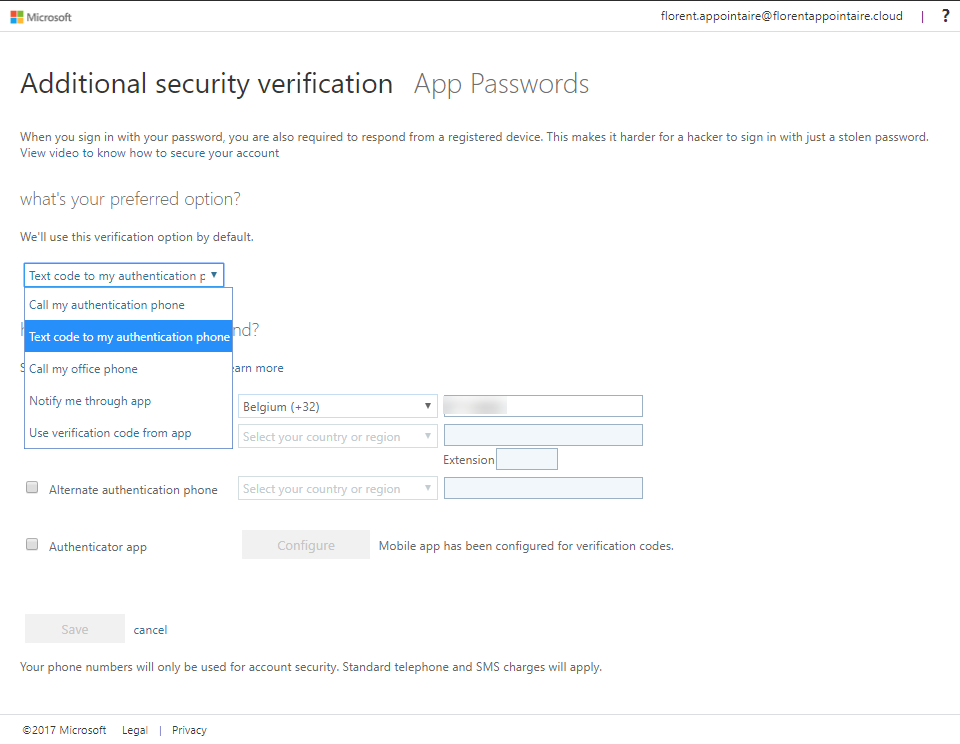 Microsoft
florent.appointaire@florentappointaire.cloud | ?
Additional security verification App Passwords
When you sign in with your password, you are also required to respond from a registered device. This makes it harder for a hacker to sign in with just a stolen password.
View video to know how to secure your account
what's your preferred option?
We'll use this verification option by default.
Text code to my authentication p
Call my authentication phone
Text code to my authentication phone
Call my office phone
Notify me through app
Use verification code from app
Belgium (+32)
Select your country or region
Extension
Alternate authentication phone Select your country or region
Authenticator app Configure Mobile app has been configured for verification codes.
Save cancel
Your phone numbers will only be used for account security. Standard telephone and SMS charges will apply.
©2017 Microsoft Legal | Privacy